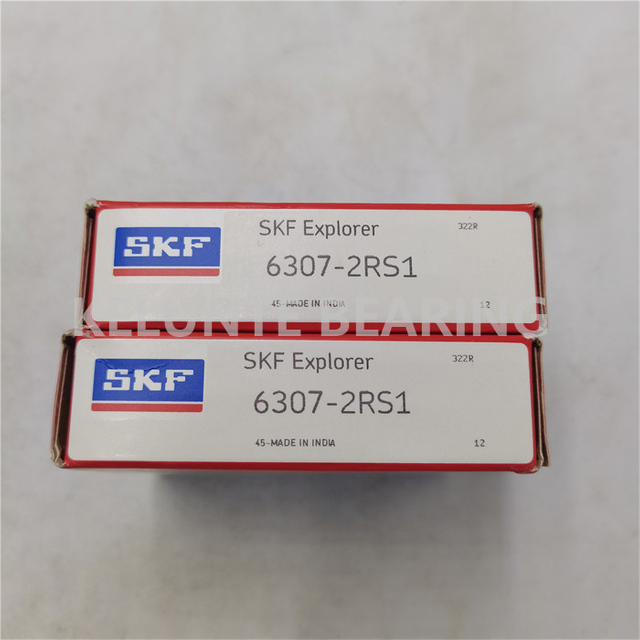 SKF
SKF Explorer
322R
6307-2RS1
45-MADE IN INDIA
12
KELUNTE BEARING
SKF
SKF Explorer
322R
6307-2RS1
45-MADE IN INDIA
12